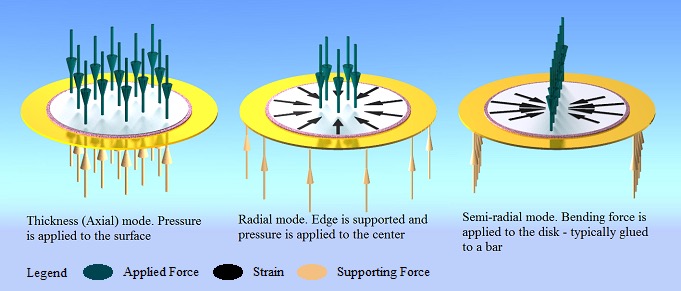 Thickness (Axial) mode. Pressure
is applied to the surface
Radial mode. Edge is supported and
pressure is applied to the center
Semi-radial mode. Bending force is
applied to the disk - typically glued
to a bar
Legend Applied Force Strain Supporting Force